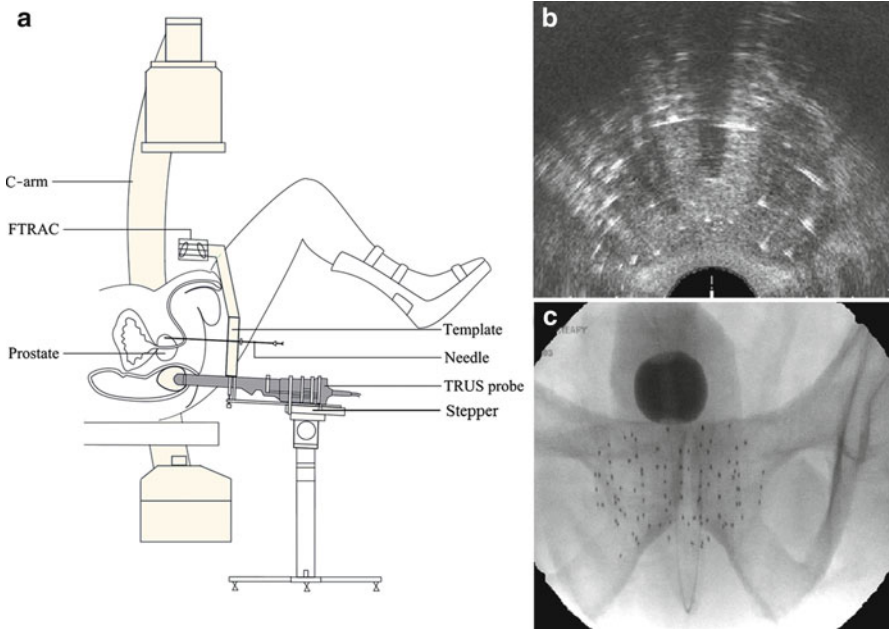 a
C-arm
FTRAC
Prostate
Template
Needle
TRUS probe
Stepper
b
c